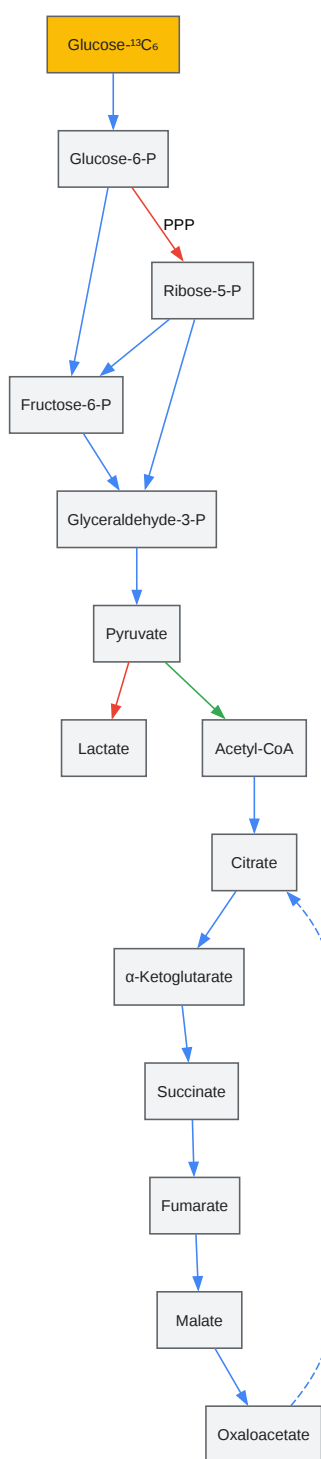 Glucose-¹³C₆
Glucose-6-P
PPP
Ribose-5-P
Fructose-6-P
Glyceraldehyde-3-P
Pyruvate
Lactate
Acetyl-CoA
Citrate
α-Ketoglutarate
Succinate
Fumarate
Malate
Oxaloacetate